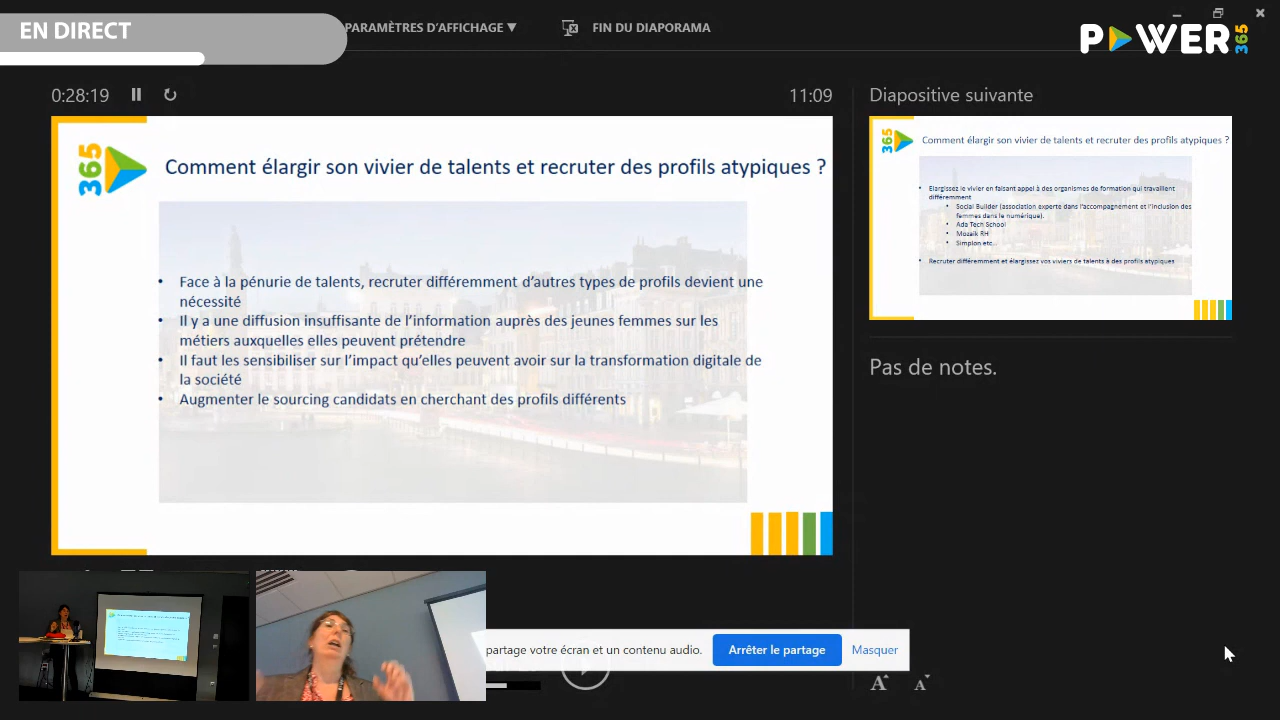 EN DIRECT
PARAMÈTRES D'AFFICHAGE ▼
FIN DU DIAPORAMA
POWER 365
0:28:19
11:09
Diapositive suivante
365
Comment élargir son vivier de talents et recruter des profils atypiques ?
• Face à la pénurie de talents, recruter différemment d'autres types de profils devient une
nécessité
• Il y a une diffusion insuffisante de l'information auprès des jeunes femmes sur les
métiers auxquelles elles peuvent prétendre
• Il faut les sensibiliser sur l'impact qu'elles peuvent avoir sur la transformation digitale de
la société
• Augmenter le sourcing candidats en cherchant des profils différents
365
Comment élargir son vivier de talents et recruter des profils atypiques ?
• Elargissez le vivier en faisant appel à des organismes de formation qui travaillent
différemment
• Social Builder (association experte dans l'accompagnement et l'inclusion des
femmes dans le numérique).
• Ada Tech School
• Mozaïk RH
• Simplon etc...
• Recruter différemment et élargissez vos viviers de talents à des profils atypiques
Pas de notes.
partage votre écran et un contenu audio.
Arrêter le partage
Masquer
A A